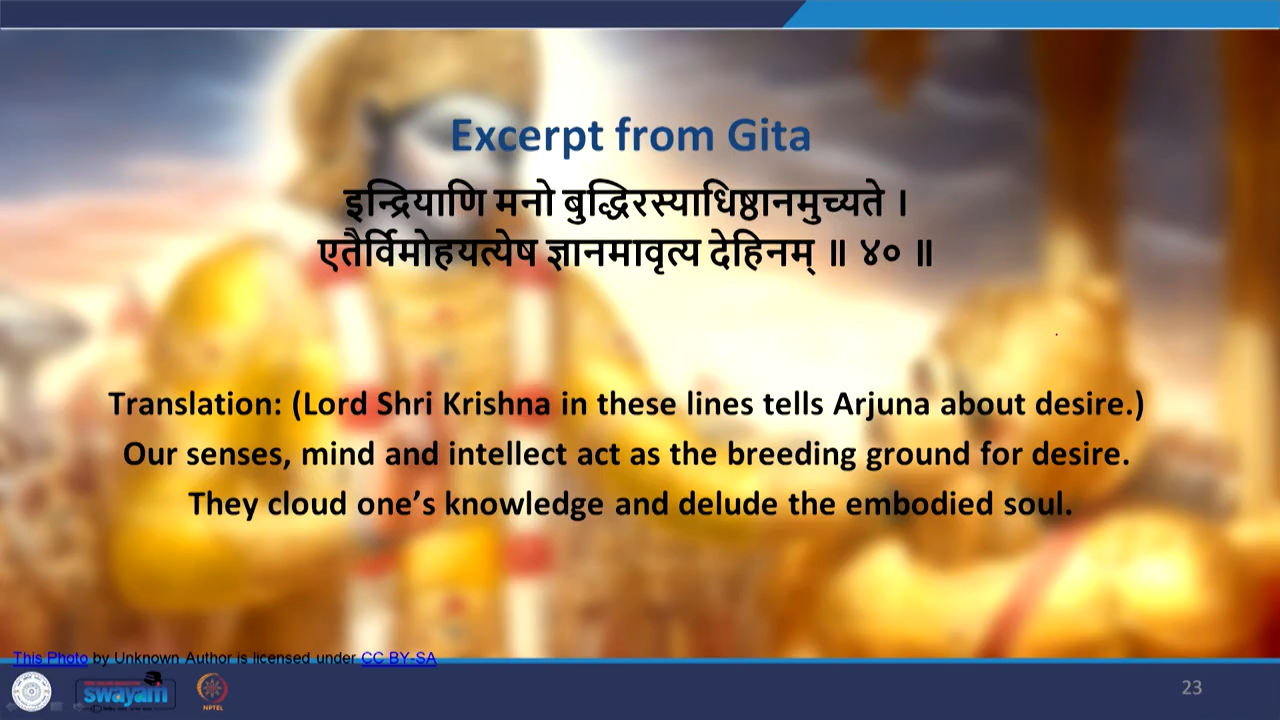 Excerpt from Gita
इन्द्रियाणि मनो बुद्धिरस्याधिष्ठानमुच्यते ।
एतैर्विमोहयत्येष ज्ञानमावृत्य देहिनम् ॥ ४० ॥
Translation: (Lord Shri Krishna in these lines tells Arjuna about desire.)
Our senses, mind and intellect act as the breeding ground for desire.
They cloud one’s knowledge and delude the embodied soul.
This Photo by Unknown Author is licensed under CC BY-SA
swayam
NPTEL
23